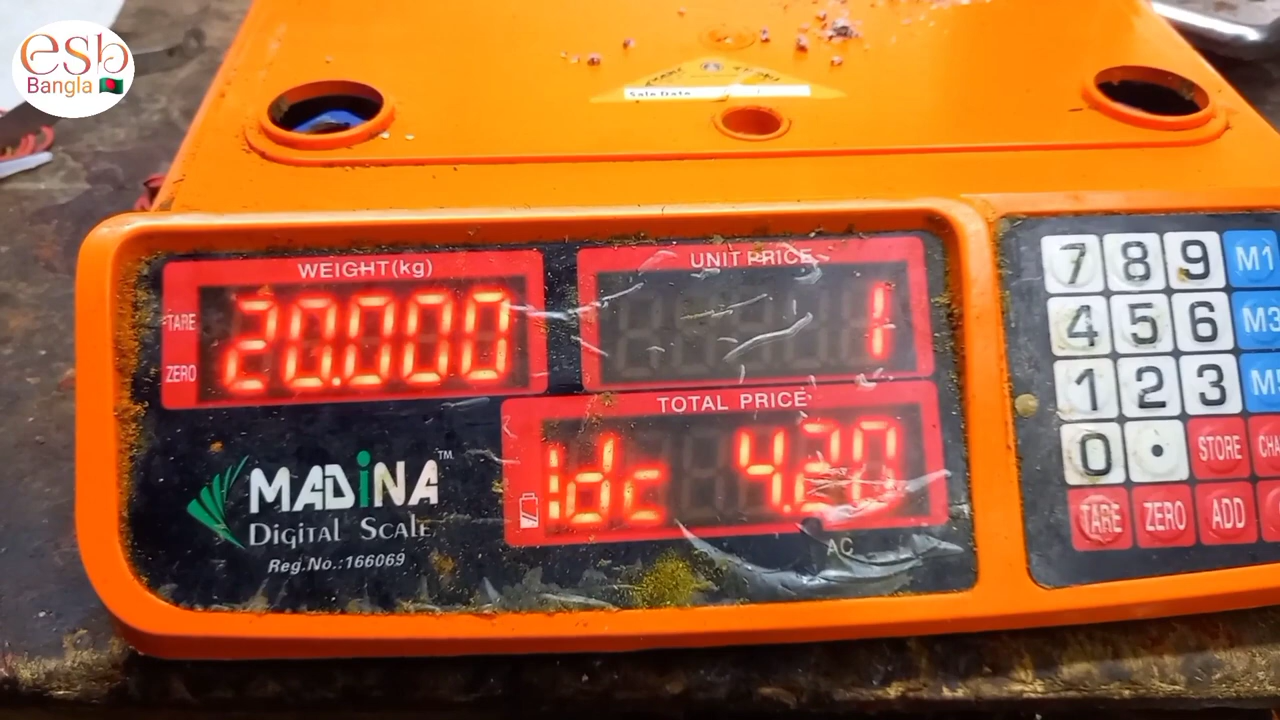 esb
Bangla
Sale Date
WEIGHT(kg)
UNIT PRICE
TARE
20.000
1
ZERO
TOTAL PRICE
1dc 4.20
MADiNA™
Digital Scale
Reg.No.:166069
AC
7 8 9 M1
4 5 6 M3
1 2 3
0 . STORE
TARE ZERO ADD